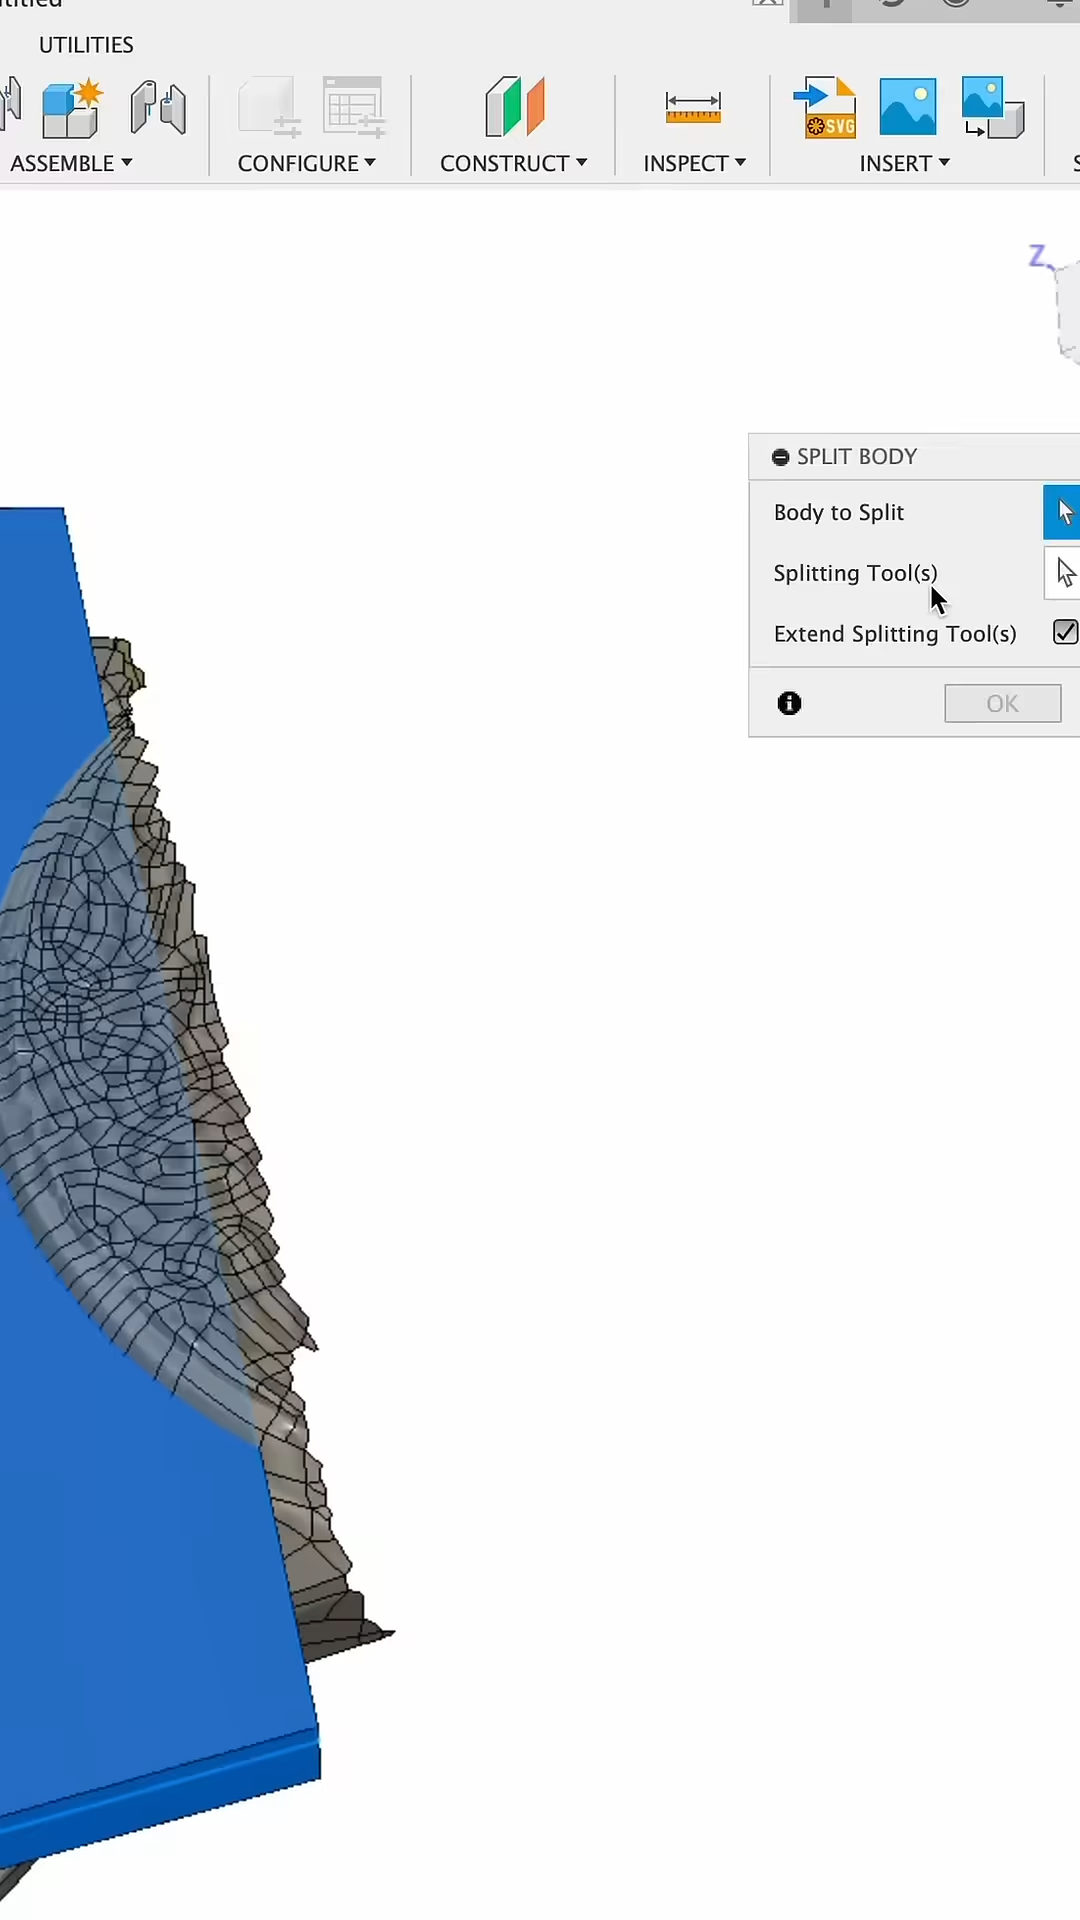 UTILITIES
SVG
ASSEMBLE
CONFIGURE
CONSTRUCT
INSPECT
INSERT
Z
SPLIT BODY
Body to Split
Splitting Tool(s)
Extend Splitting Tool(s)
OK